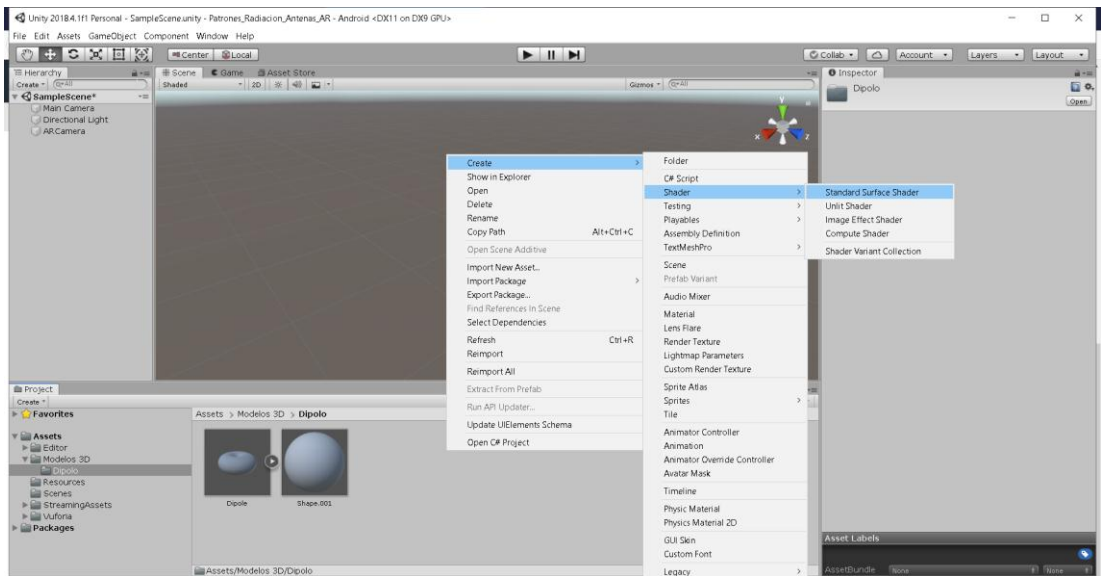 Unity 2018.4.1f1 Personal - SampleScene.unity - Patrones_Radiacion_Antenas_AR - Android <DX11 on DX9 GPU>
File Edit Assets GameObject Component Window Help
Center Local Collab Account Layers Layout
Hierarchy
Create All
SampleScene*
Main Camera
Directional Light
ARCamera
Scene Game Asset Store
Shaded 2D Gizmos All
y
x z
Inspector
Dipolo
Open
Create
Show in Explorer
Open
Delete
Rename
Copy Path Alt+Ctrl+C
Open Scene Additive
Import New Asset...
Import Package
Export Package...
Find References In Scene
Select Dependencies
Refresh Ctrl+R
Reimport
Reimport All
Extract From Prefab
Run API Updater...
Update UIElements Schema
Open C# Project
Folder
C# Script
Shader
Testing
Playables
Assembly Definition
TextMeshPro
Scene
Prefab Variant
Audio Mixer
Material
Lens Flare
Render Texture
Lightmap Parameters
Custom Render Texture
Sprite Atlas
Sprites
Tile
Animator Controller
Animation
Animator Override Controller
Avatar Mask
Timeline
Physic Material
Physics Material 2D
GUI Skin
Custom Font
Legacy
Standard Surface Shader
Unlit Shader
Image Effect Shader
Compute Shader
Shader Variant Collection
Project
Create
Favorites
Assets
Editor
Modelos 3D
Dipolo
Resources
Scenes
StreamingAssets
Vuforia
Packages
Assets > Modelos 3D > Dipolo
Dipole
Shape.001
Assets/Modelos 3D/Dipolo
Asset Labels
AssetBundle None None